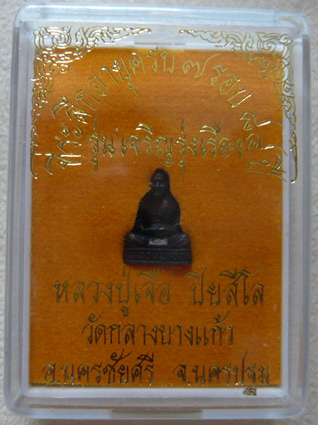 ที่ระลึกอายุครบ ๗ รอบ ๘๔ ปี
รุ่น เจริญรุ่งเรือง
หลวงปู่เจือ ปิยสีโล
วัดกลางบางแก้ว
อ.นครชัยศรี จ.นครปฐม